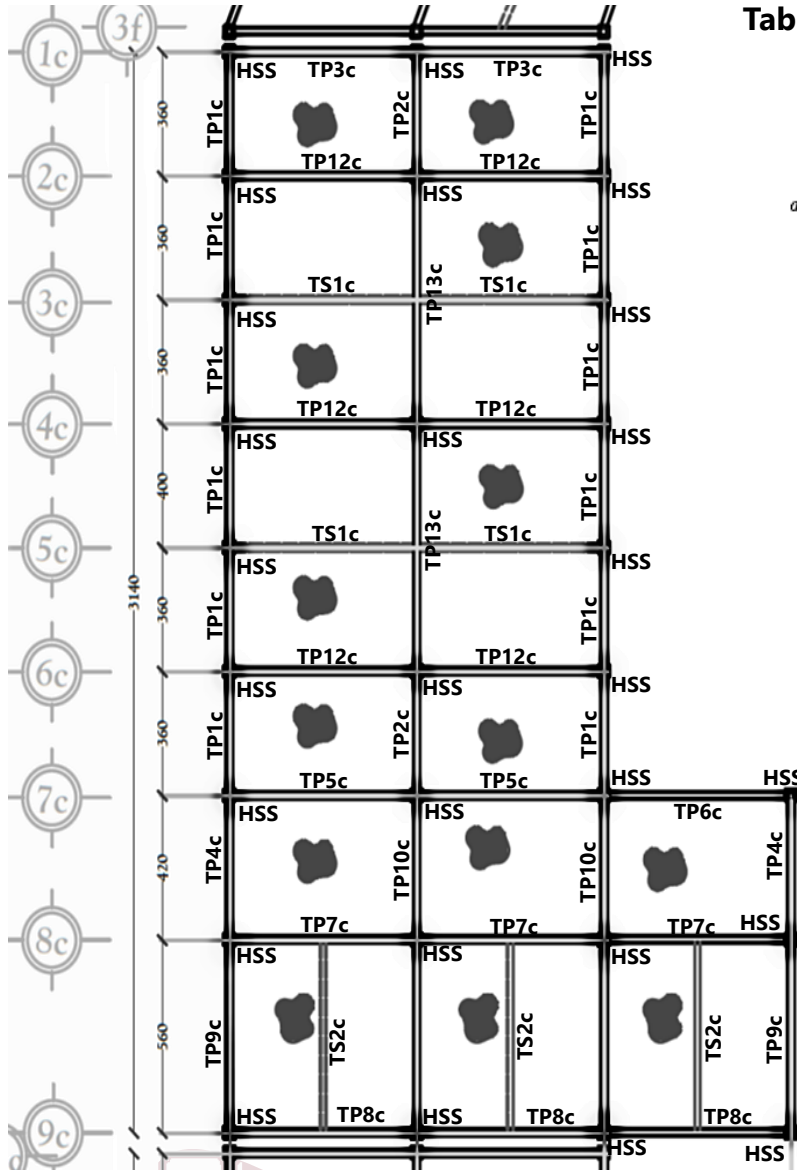 3f
Tab
1c
HSS TP3c HSS TP3c HSS
360 TP1c TP2c TP1c
TP12c TP12c
2c
HSS HSS HSS
360 TP1c TP1c
TS1c TP13c TS1c
3c
HSS HSS
360 TP1c TP1c
TP12c TP12c
4c
HSS HSS HSS
400 TP1c TP1c
TS1c TP13c TS1c
5c
HSS HSS
3140
360 TP1c TP1c
TP12c TP12c
6c
HSS HSS HSS
360 TP1c TP2c TP1c
TP5c TP5c HSS HSS
7c
HSS HSS TP6c
420 TP4c TP10c TP10c TP4c
TP7c TP7c TP7c HSS
8c
HSS HSS HSS
560 TP9c TS2c TS2c TS2c TP9c
HSS TP8c HSS TP8c TP8c
9c
HSS HSS